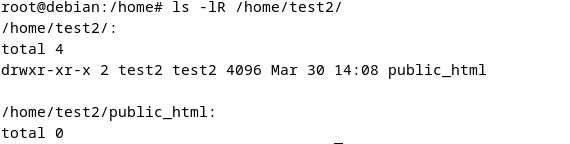 root@debian:/home# ls -lR /home/test2/
/home/test2/:
total 4
drwxr-xr-x 2 test2 test2 4096 Mar 30 14:08 public_html

/home/test2/public_html:
total 0